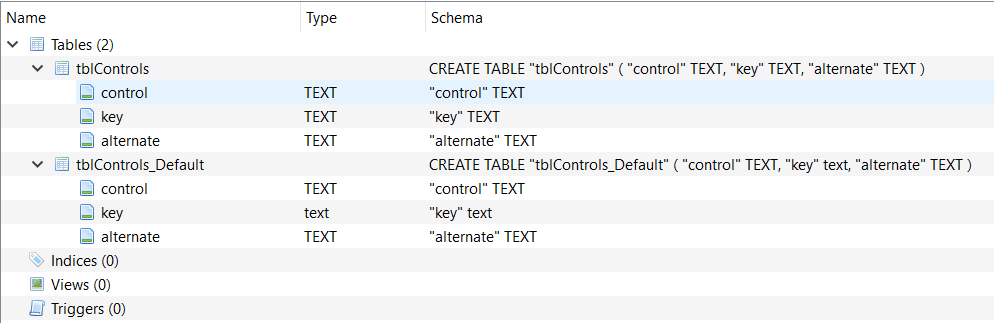 Name Type Schema
Tables (2)
tblControls CREATE TABLE "tblControls" ( "control" TEXT, "key" TEXT, "alternate" TEXT )
control TEXT "control" TEXT
key TEXT "key" TEXT
alternate TEXT "alternate" TEXT
tblControls_Default CREATE TABLE "tblControls_Default" ( "control" TEXT, "key" text, "alternate" TEXT )
control TEXT "control" TEXT
key text "key" text
alternate TEXT "alternate" TEXT
Indices (0)
Views (0)
Triggers (0)